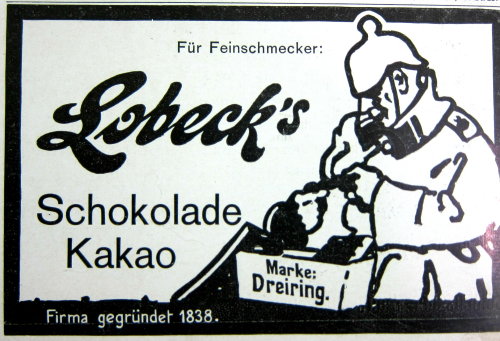 Für Feinschmecker:
Lobeck's
Schokolade
Kakao
Marke:
Dreiring.
Firma gegründet 1838.